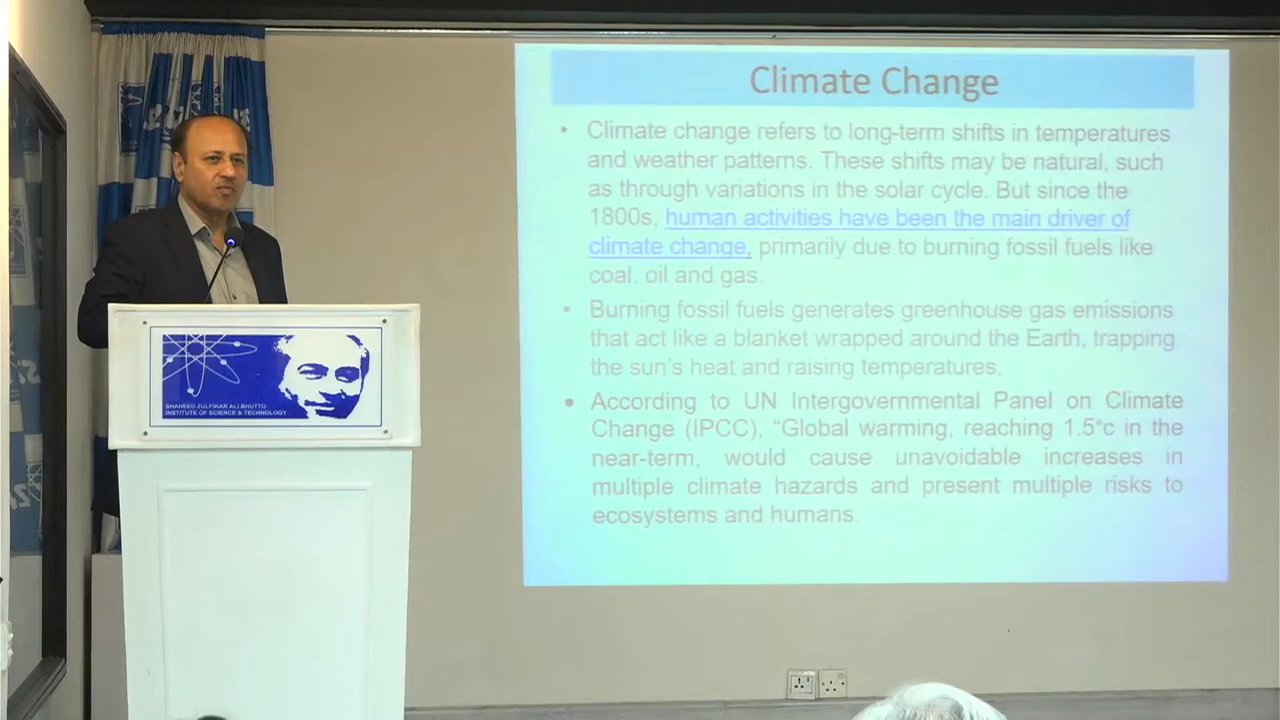 Climate Change
• Climate change refers to long-term shifts in temperatures
and weather patterns. These shifts may be natural, such
as through variations in the solar cycle. But since the
1800s, human activities have been the main driver of
climate change, primarily due to burning fossil fuels like
coal, oil and gas.
• Burning fossil fuels generates greenhouse gas emissions
that act like a blanket wrapped around the Earth, trapping
the sun's heat and raising temperatures.
• According to UN Intergovernmental Panel on Climate
Change (IPCC), “Global warming, reaching 1.5°c in the
near-term, would cause unavoidable increases in
multiple climate hazards and present multiple risks to
ecosystems and humans.
SHAHEED ZULFIKAR ALI BHUTTO
INSTITUTE OF SCIENCE & TECHNOLOGY